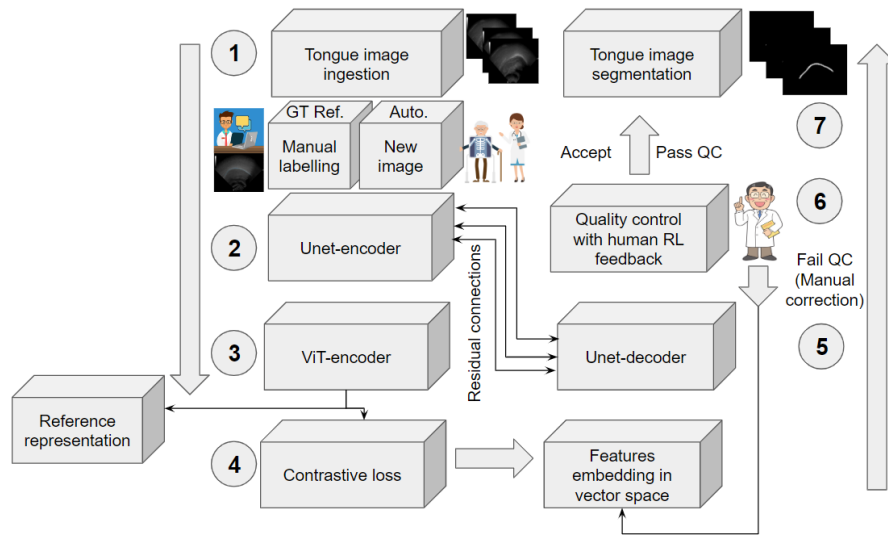 1
Tongue image
ingestion
GT Ref.
Manual
labelling
Auto.
New
image
2
Unet-encoder
3
ViT-encoder
Reference
representation
4
Contrastive loss
Residual connections
Tongue image
segmentation
7
Accept
Pass QC
6
Quality control
with human RL
feedback
Fail QC
(Manual
correction)
5
Unet-decoder
Features
embedding in
vector space